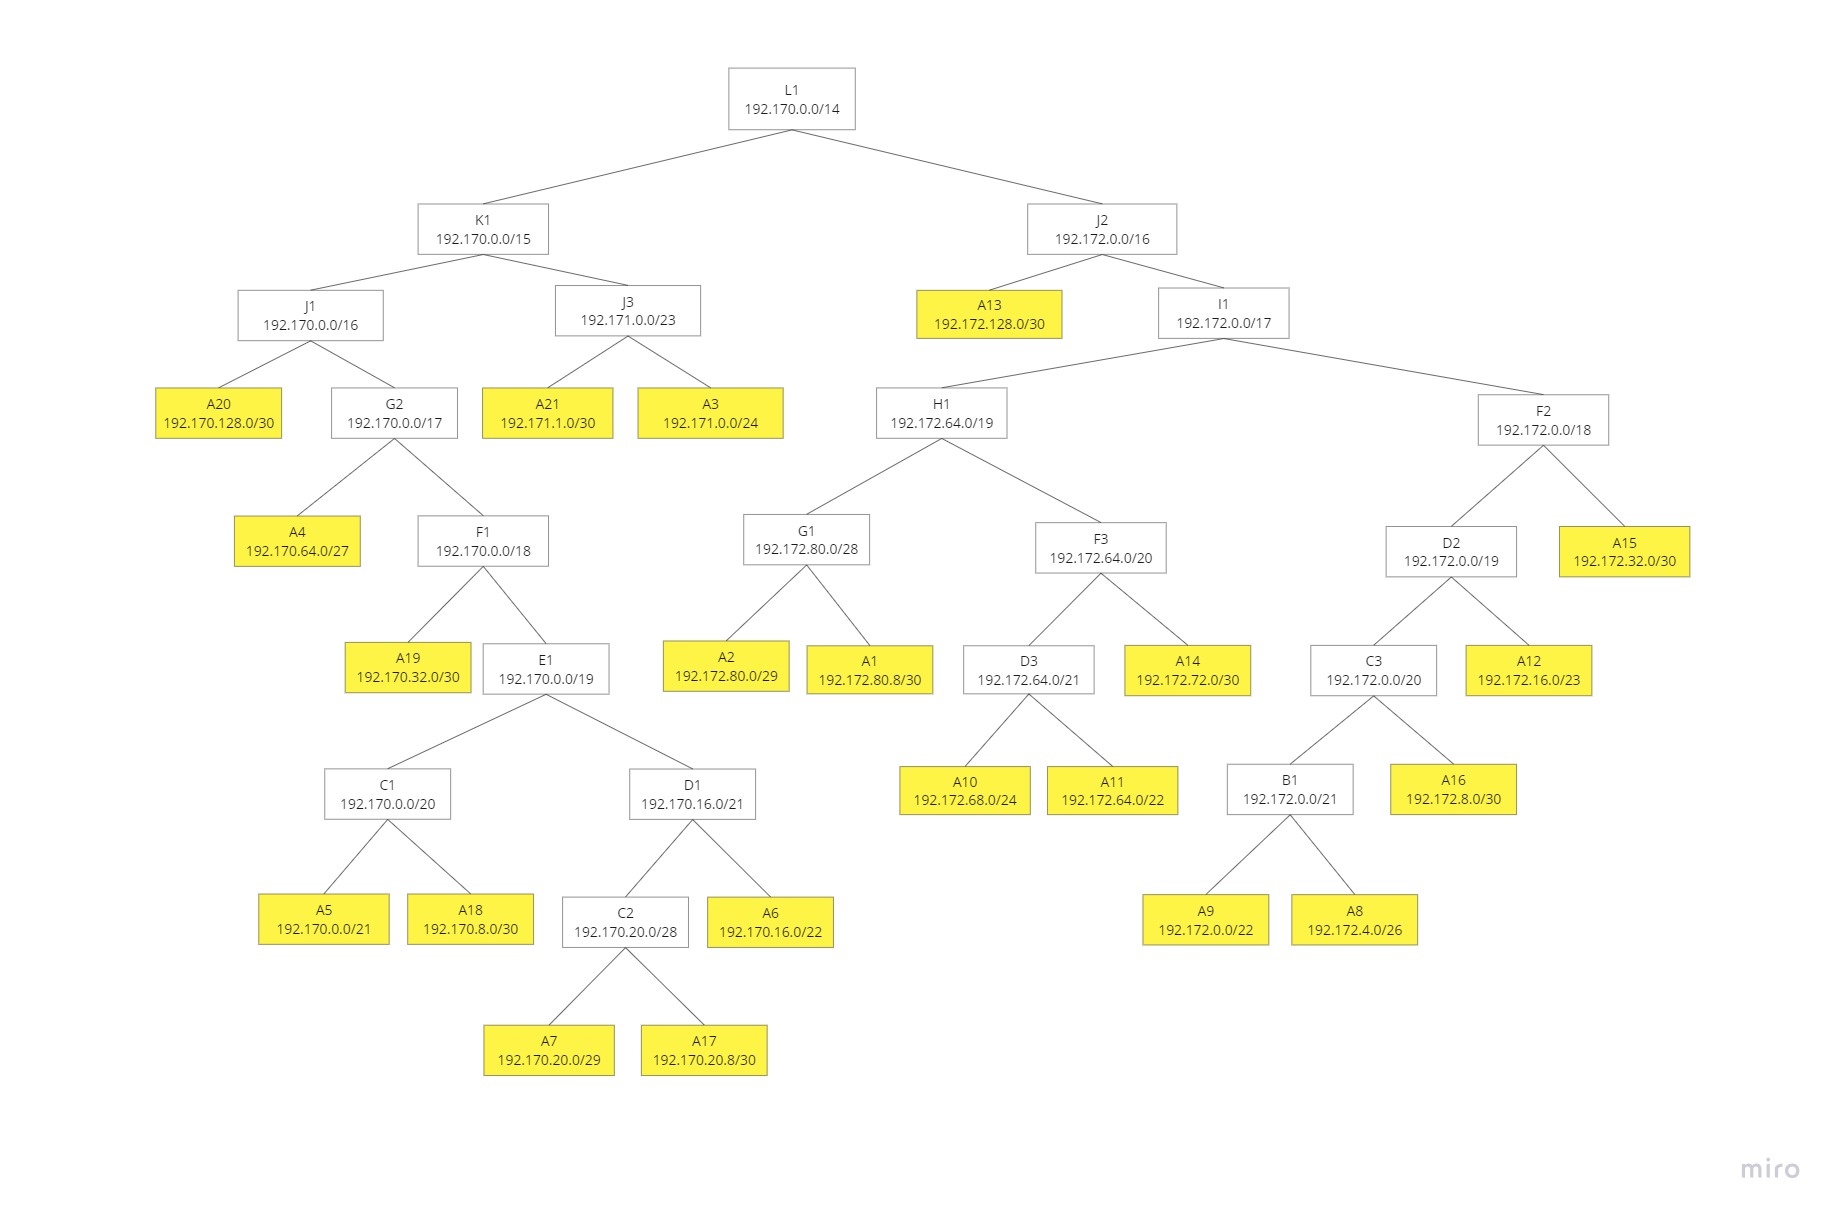 L1
192.170.0.0/14
K1
192.170.0.0/15
J2
192.172.0.0/16
J1
192.170.0.0/16
J3
192.171.0.0/23
A13
192.172.128.0/30
I1
192.172.0.0/17
A20
192.170.128.0/30
G2
192.170.0.0/17
A21
192.171.1.0/30
A3
192.171.0.0/24
H1
192.172.64.0/19
F2
192.172.0.0/18
A4
192.170.64.0/27
F1
192.170.0.0/18
G1
192.172.80.0/28
F3
192.172.64.0/20
D2
192.172.0.0/19
A15
192.172.32.0/30
A19
192.170.32.0/30
E1
192.170.0.0/19
A2
192.172.80.0/29
A1
192.172.80.8/30
D3
192.172.64.0/21
A14
192.172.72.0/30
C3
192.172.0.0/20
A12
192.172.16.0/23
C1
192.170.0.0/20
D1
192.170.16.0/21
A10
192.172.68.0/24
A11
192.172.64.0/22
B1
192.172.0.0/21
A16
192.172.8.0/30
A5
192.170.0.0/21
A18
192.170.8.0/30
C2
192.170.20.0/28
A6
192.170.16.0/22
A9
192.172.0.0/22
A8
192.172.4.0/26
A7
192.170.20.0/29
A17
192.170.20.8/30
miro